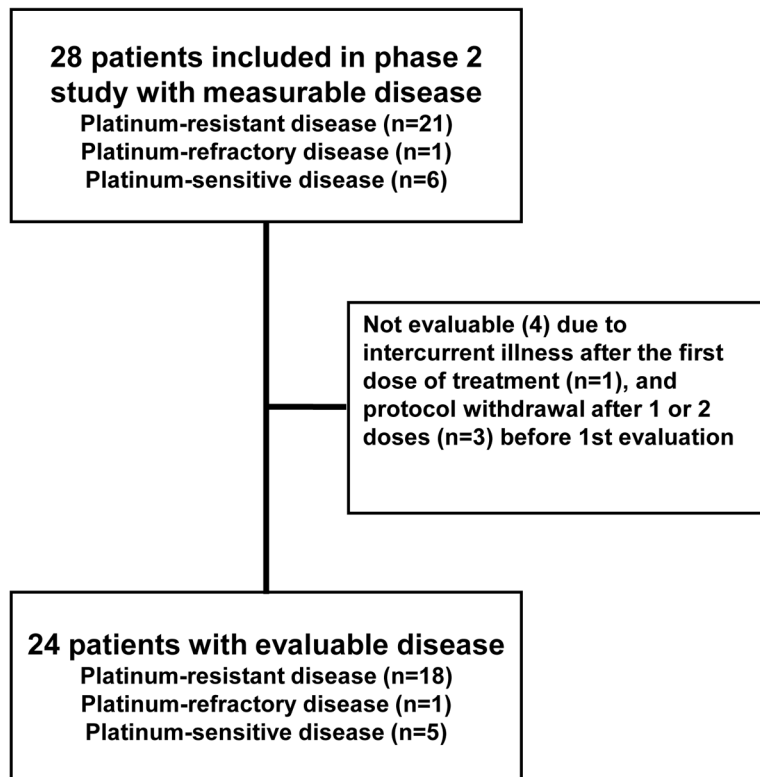 28 patients included in phase 2
study with measurable disease
Platinum-resistant disease (n=21)
Platinum-refractory disease (n=1)
Platinum-sensitive disease (n=6)
Not evaluable (4) due to
intercurrent illness after the first
dose of treatment (n=1), and
protocol withdrawal after 1 or 2
doses (n=3) before 1st evaluation
24 patients with evaluable disease
Platinum-resistant disease (n=18)
Platinum-refractory disease (n=1)
Platinum-sensitive disease (n=5)